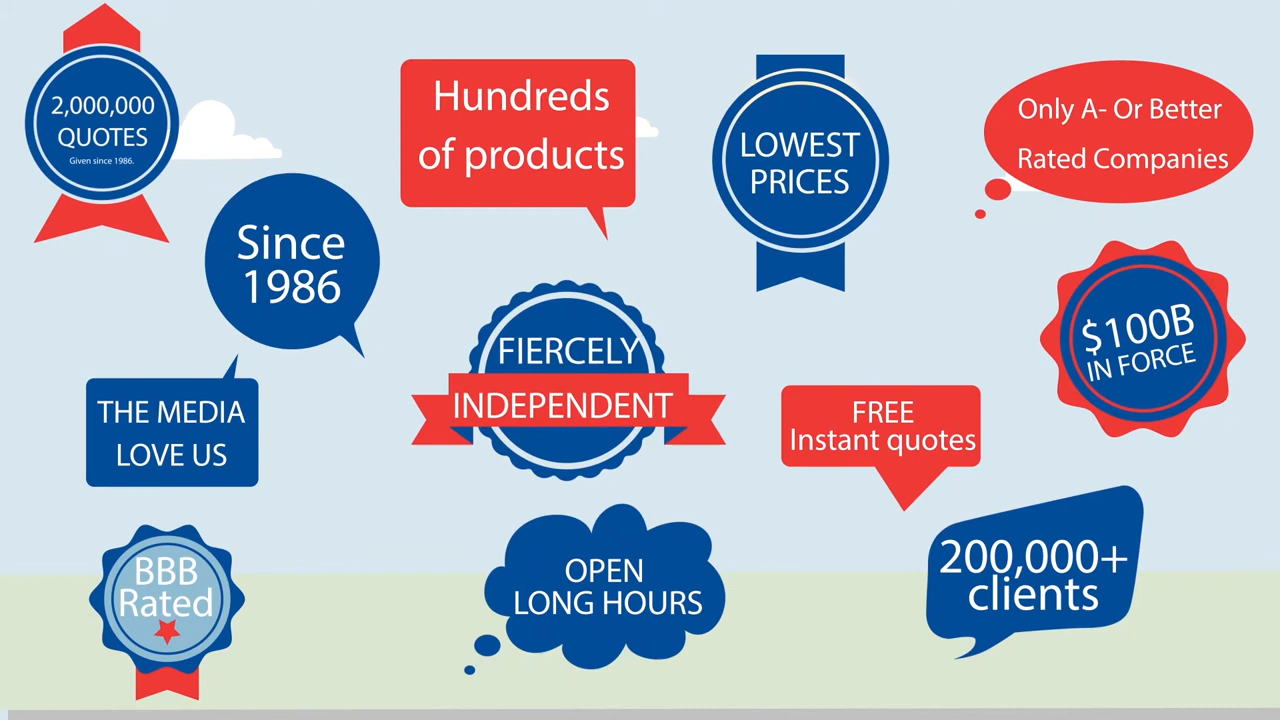 2,000,000
QUOTES
Given since 1986.
Hundreds
of products
LOWEST
PRICES
Only A- Or Better
Rated Companies
Since
1986
$100B
IN FORCE
FIERCELY
INDEPENDENT
THE MEDIA
LOVE US
FREE
Instant quotes
BBB
Rated
OPEN
LONG HOURS
200,000+
clients